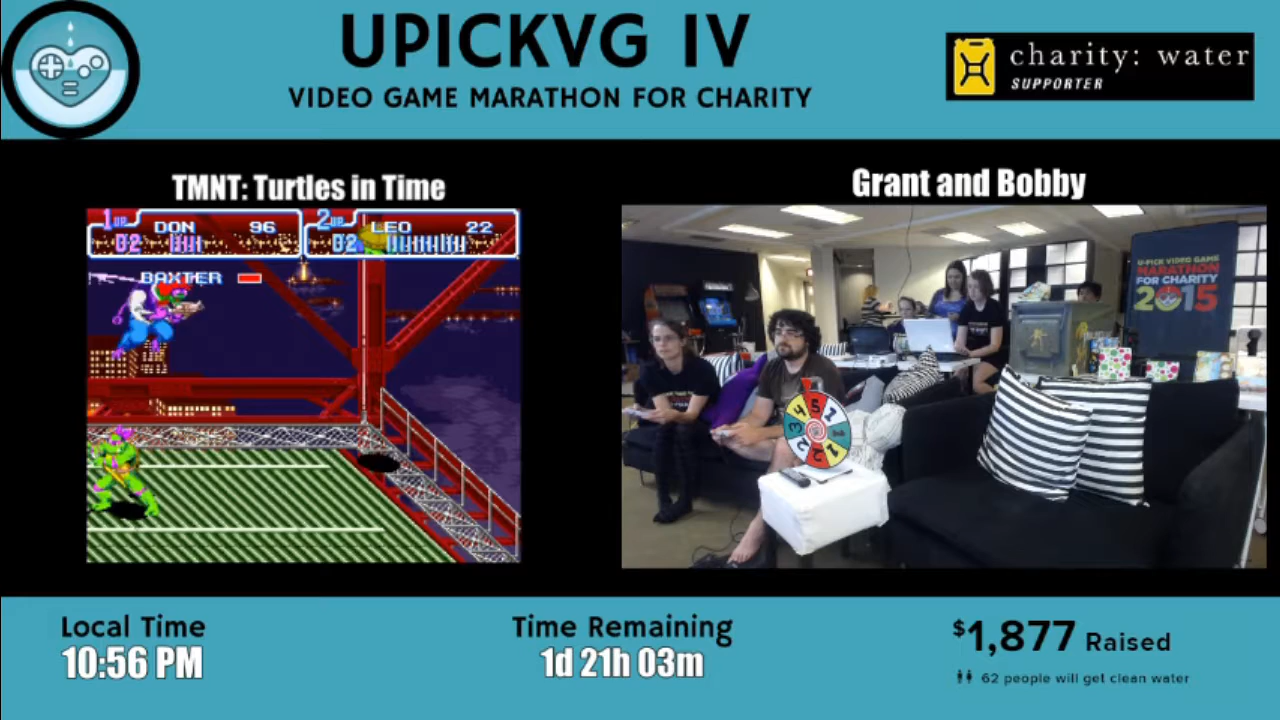 UPICKVG IV
VIDEO GAME MARATHON FOR CHARITY
charity: water
SUPPORTER
TMNT: Turtles in Time
Grant and Bobby
1UP DON 96
02
2UP LEO 22
02
BAXTER
U-PICK VIDEO GAME
MARATHON
FOR CHARITY
2015
Local Time
10:56 PM
Time Remaining
1d 21h 03m
$1,877 Raised
62 people will get clean water